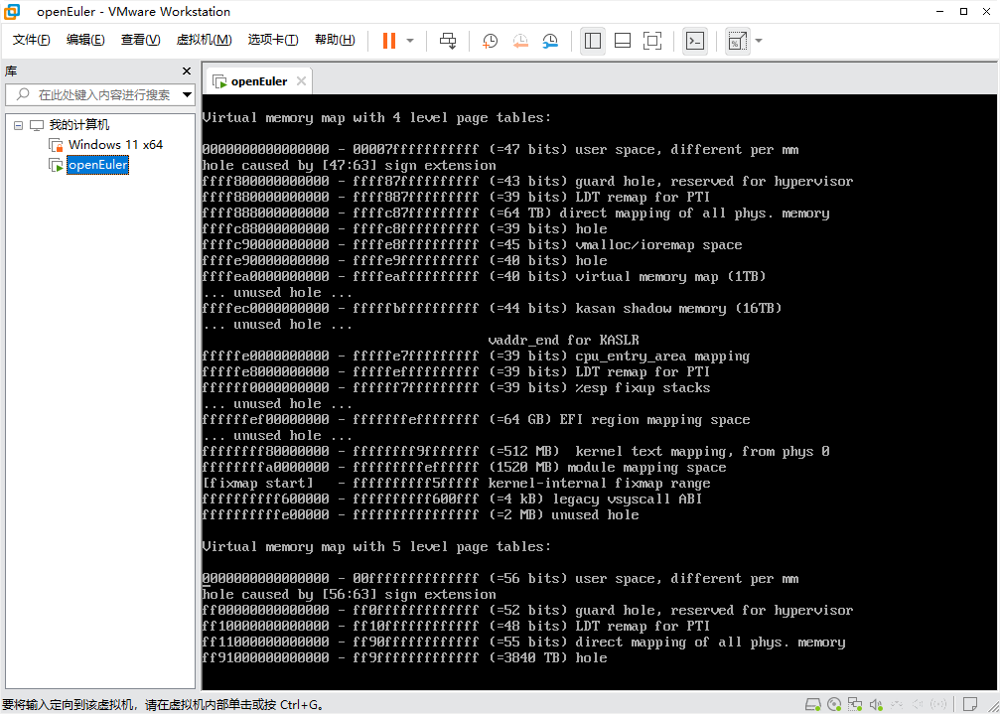 openEuler - VMware Workstation
文件(F) 编辑(E) 查看(V) 虚拟机(M) 选项卡(T) 帮助(H)
库
在此处键入内容进行搜索
我的计算机
Windows 11 x64
openEuler
openEuler
Virtual memory map with 4 level page tables:
0000000000000000 - 00007fffffffffff (=47 bits) user space, different per mm
hole caused by [47:63] sign extension
ffff800000000000 - ffff87ffffffffff (=43 bits) guard hole, reserved for hypervisor
ffff880000000000 - ffff887fffffffff (=39 bits) LDT remap for PTI
ffff888000000000 - ffffc87fffffffff (=64 TB) direct mapping of all phys. memory
ffffc88000000000 - ffffc8ffffffffff (=39 bits) hole
ffffc90000000000 - ffffe8ffffffffff (=45 bits) vmalloc/ioremap space
ffffe90000000000 - ffffe9ffffffffff (=40 bits) hole
ffffea0000000000 - ffffeaffffffffff (=40 bits) virtual memory map (1TB)
... unused hole ...
ffffec0000000000 - fffffbffffffffff (=44 bits) kasan shadow memory (16TB)
... unused hole ...
vaddr_end for KASLR
fffffe0000000000 - fffffe7fffffffff (=39 bits) cpu_entry_area mapping
fffffe8000000000 - fffffeffffffffff (=39 bits) LDT remap for PTI
ffffff0000000000 - ffffff7fffffffff (=39 bits) %esp fixup stacks
... unused hole ...
ffffffef00000000 - fffffffeffffffff (=64 GB) EFI region mapping space
... unused hole ...
ffffffff80000000 - ffffffff9fffffff (=512 MB)  kernel text mapping, from phys 0
ffffffffa0000000 - fffffffffeffffff (1520 MB) module mapping space
[fixmap start]   - ffffffffff5fffff kernel-internal fixmap range
ffffffffff600000 - ffffffffff600fff (=4 kB) legacy vsyscall ABI
ffffffffffe00000 - ffffffffffffffff (=2 MB) unused hole
Virtual memory map with 5 level page tables:
0000000000000000 - 00ffffffffffffff (=56 bits) user space, different per mm
hole caused by [56:63] sign extension
ff00000000000000 - ff0fffffffffffff (=52 bits) guard hole, reserved for hypervisor
ff10000000000000 - ff10ffffffffffff (=48 bits) LDT remap for PTI
ff11000000000000 - ff90ffffffffffff (=55 bits) direct mapping of all phys. memory
ff91000000000000 - ff9fffffffffffff (=3840 TB) hole
要将输入定向到该虚拟机，请在虚拟机内部单击或按 Ctrl+G。